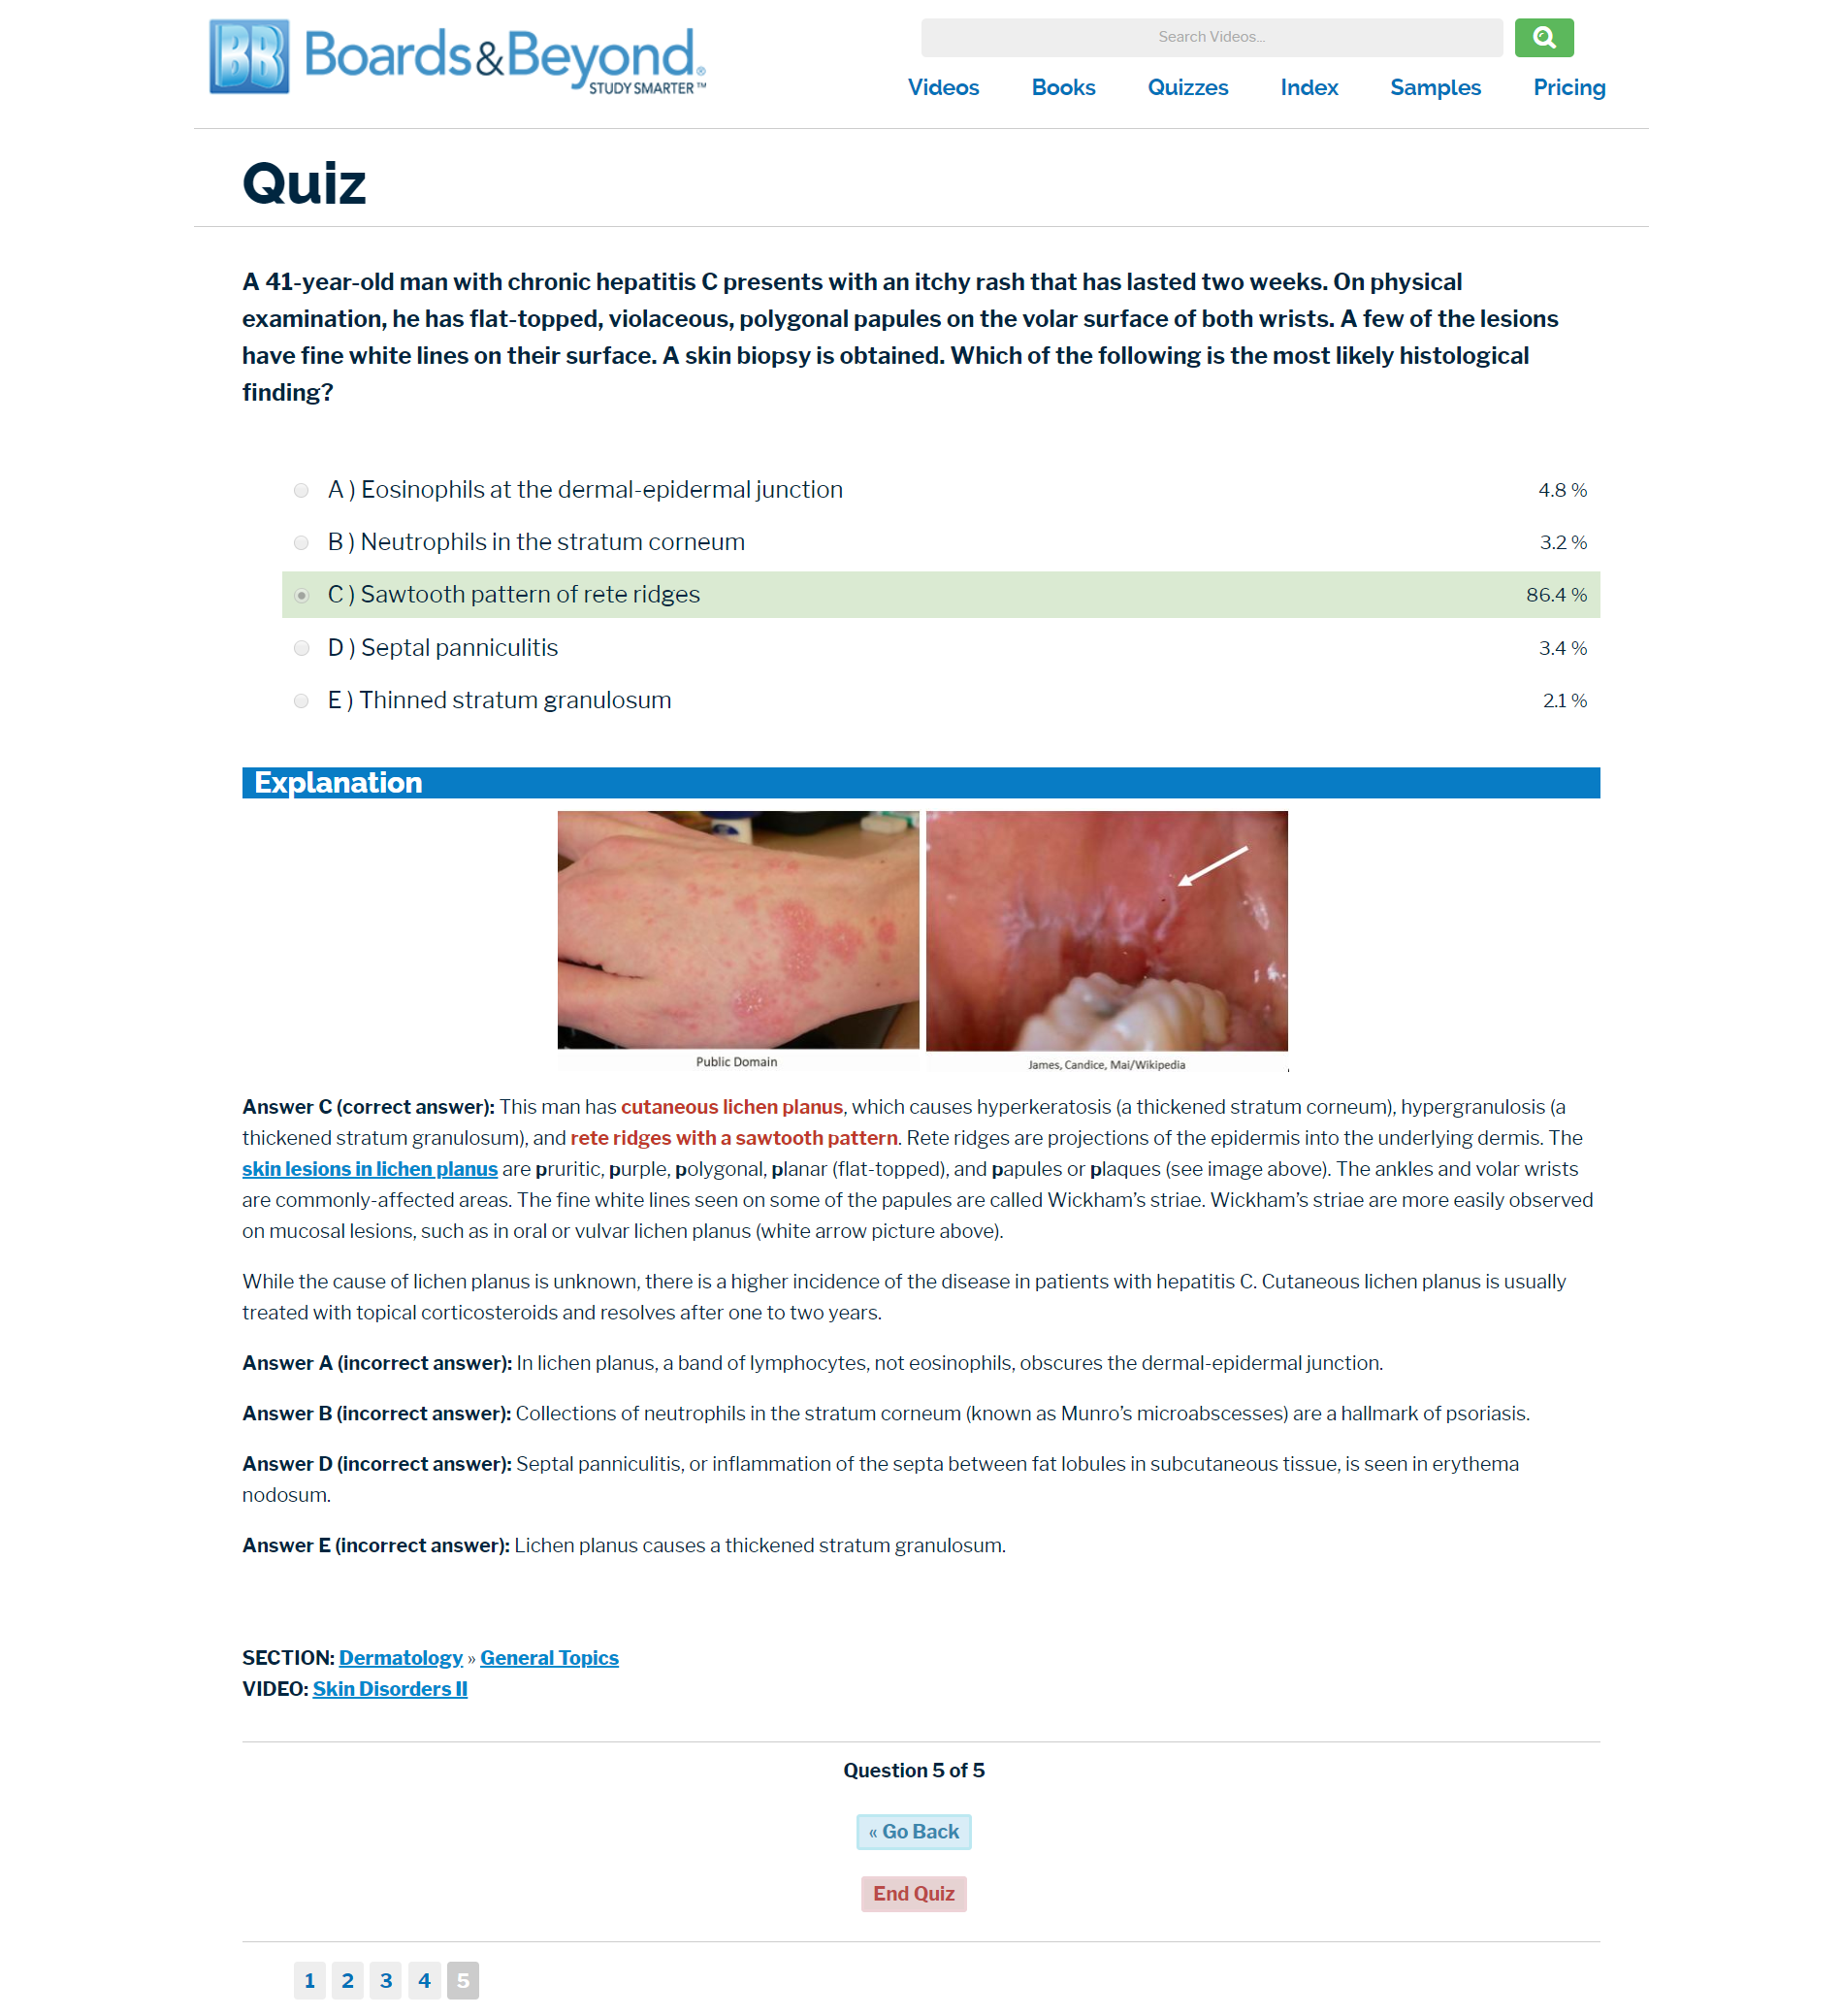 BB Boards&Beyond®
STUDY SMARTER™
Search Videos...
Videos Books Quizzes Index Samples Pricing
Quiz
A 41-year-old man with chronic hepatitis C presents with an itchy rash that has lasted two weeks. On physical
examination, he has flat-topped, violaceous, polygonal papules on the volar surface of both wrists. A few of the lesions
have fine white lines on their surface. A skin biopsy is obtained. Which of the following is the most likely histological
finding?
A ) Eosinophils at the dermal-epidermal junction 4.8 %
B ) Neutrophils in the stratum corneum 3.2 %
C ) Sawtooth pattern of rete ridges 86.4 %
D ) Septal panniculitis 3.4 %
E ) Thinned stratum granulosum 2.1 %
Explanation
Public Domain
James, Candice, Mai/Wikipedia
Answer C (correct answer): This man has cutaneous lichen planus, which causes hyperkeratosis (a thickened stratum corneum), hypergranulosis (a
thickened stratum granulosum), and rete ridges with a sawtooth pattern. Rete ridges are projections of the epidermis into the underlying dermis. The
skin lesions in lichen planus are pruritic, purple, polygonal, planar (flat-topped), and papules or plaques (see image above). The ankles and volar wrists
are commonly-affected areas. The fine white lines seen on some of the papules are called Wickham's striae. Wickham's striae are more easily observed
on mucosal lesions, such as in oral or vulvar lichen planus (white arrow picture above).
While the cause of lichen planus is unknown, there is a higher incidence of the disease in patients with hepatitis C. Cutaneous lichen planus is usually
treated with topical corticosteroids and resolves after one to two years.
Answer A (incorrect answer): In lichen planus, a band of lymphocytes, not eosinophils, obscures the dermal-epidermal junction.
Answer B (incorrect answer): Collections of neutrophils in the stratum corneum (known as Munro's microabscesses) are a hallmark of psoriasis.
Answer D (incorrect answer): Septal panniculitis, or inflammation of the septa between fat lobules in subcutaneous tissue, is seen in erythema
nodosum.
Answer E (incorrect answer): Lichen planus causes a thickened stratum granulosum.
SECTION: Dermatology » General Topics
VIDEO: Skin Disorders II
Question 5 of 5
« Go Back
End Quiz
1 2 3 4 5